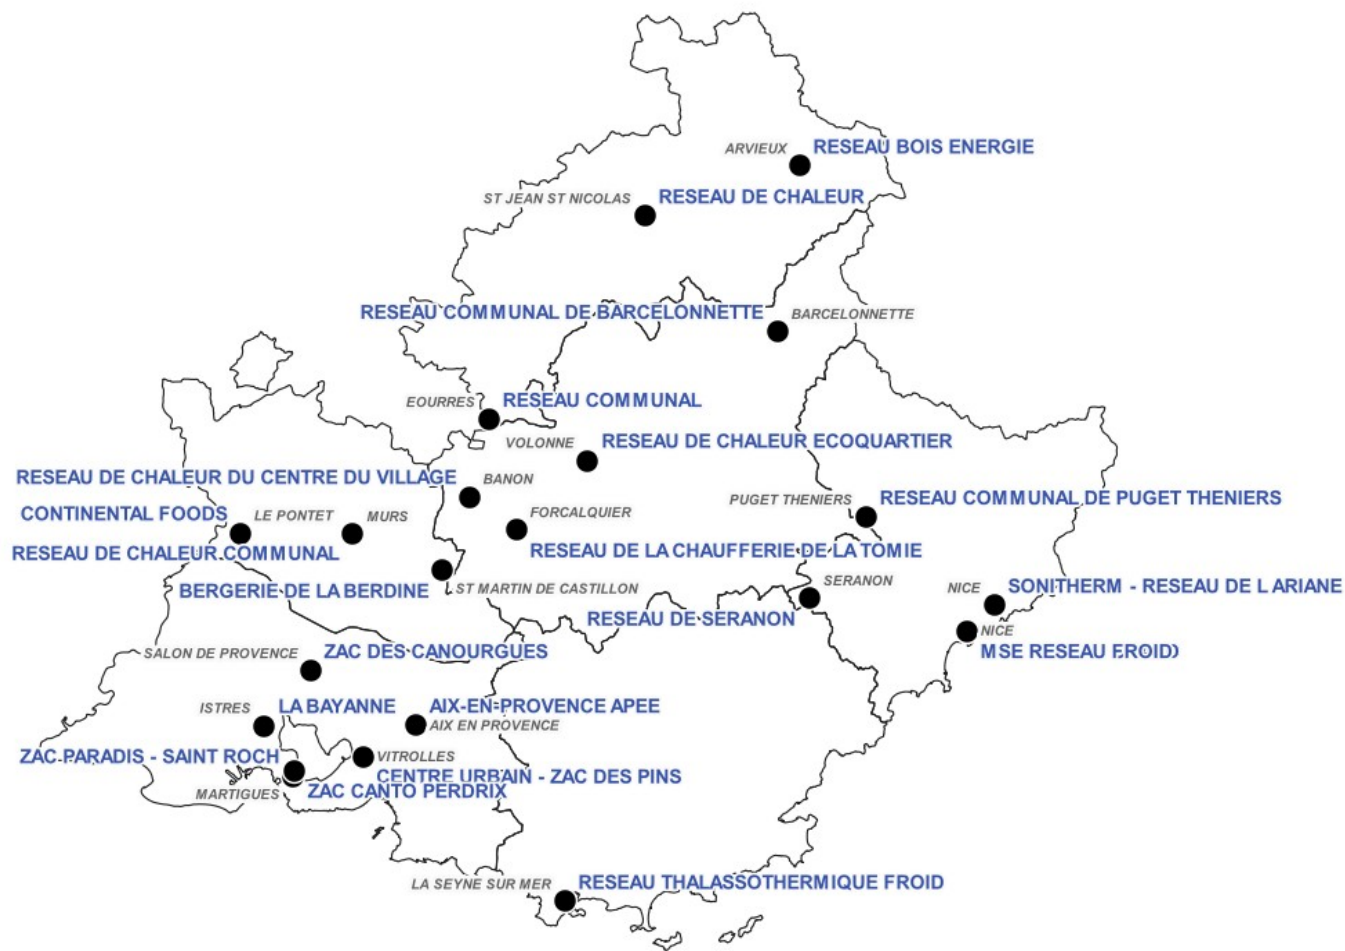 RESEAU BOIS ENERGIE
ARVIEUX
ST JEAN ST NICOLAS
RESEAU DE CHALEUR
RESEAU COMMUNAL DE BARCELONNETTE
BARCELONNETTE
EOURRES
RESEAU COMMUNAL
VOLONNE
RESEAU DE CHALEUR ECOQUARTIER
RESEAU DE CHALEUR DU CENTRE DU VILLAGE
BANON
PUGET THENIERS
RESEAU COMMUNAL DE PUGET THENIERS
CONTINENTAL FOODS
LE PONTET
MURS
FORCALQUIER
RESEAU DE CHALEUR COMMUNAL
RESEAU DE LA CHAUFFERIE DE LA TOMIE
BERGERIE DE LA BERDINE
ST MARTIN DE CASTILLON
SERANON
RESEAU DE SERANON
NICE
SONITHERM - RESEAU DE L ARIANE
NICE
MSE RESEAU FROID
SALON DE PROVENCE
ZAC DES CANOURGUES
ISTRES
LA BAYANNE
AIX-EN-PROVENCE APEE
AIX EN PROVENCE
ZAC PARADIS - SAINT ROCH
VITROLLES
CENTRE URBAIN - ZAC DES PINS
MARTIGUES
ZAC CANTO PERDRIX
LA SEYNE SUR MER
RESEAU THALASSOTHERMIQUE FROID